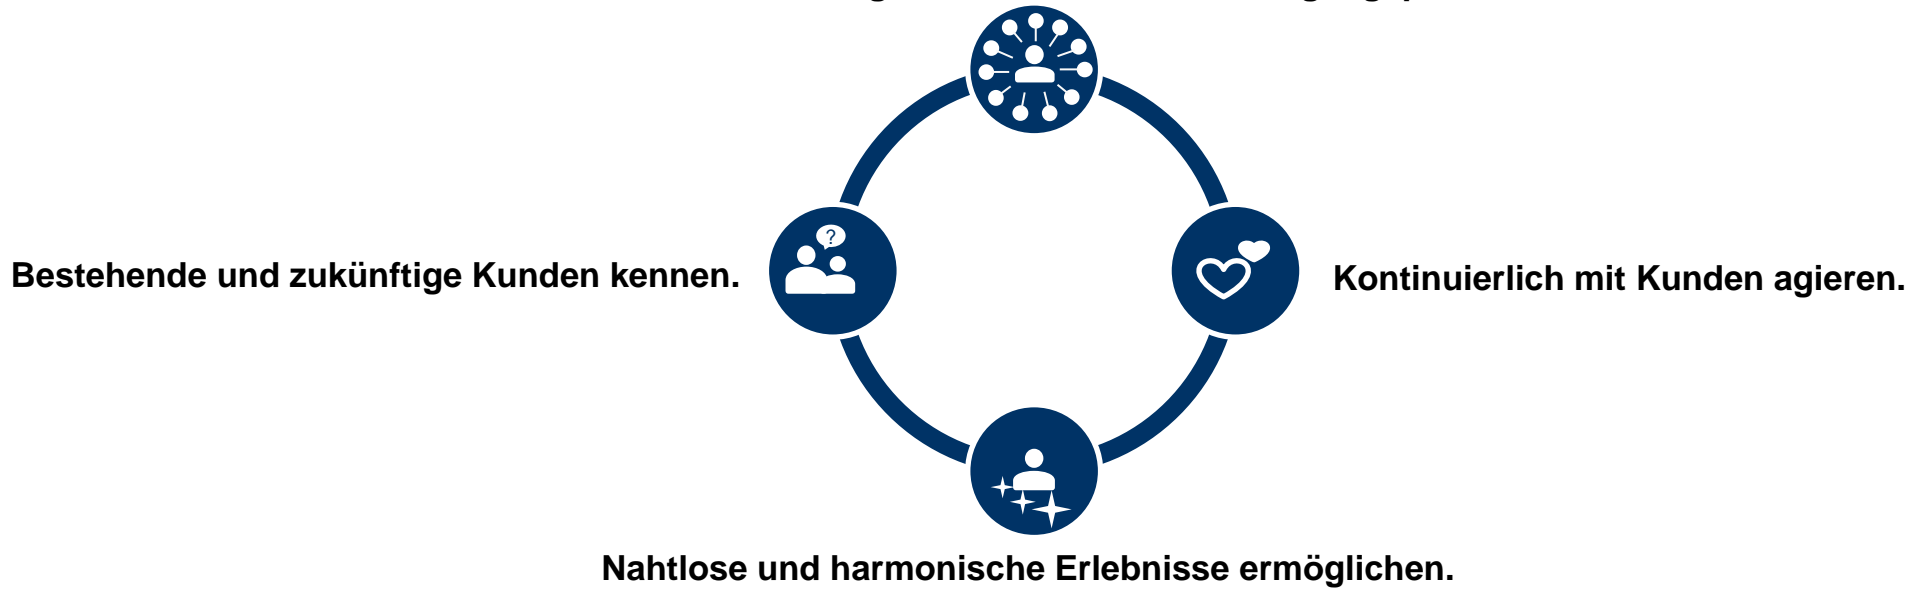 Bestehende und zukünftige Kunden kennen.
?
Kontinuierlich mit Kunden agieren.
Nahtlose und harmonische Erlebnisse ermöglichen.